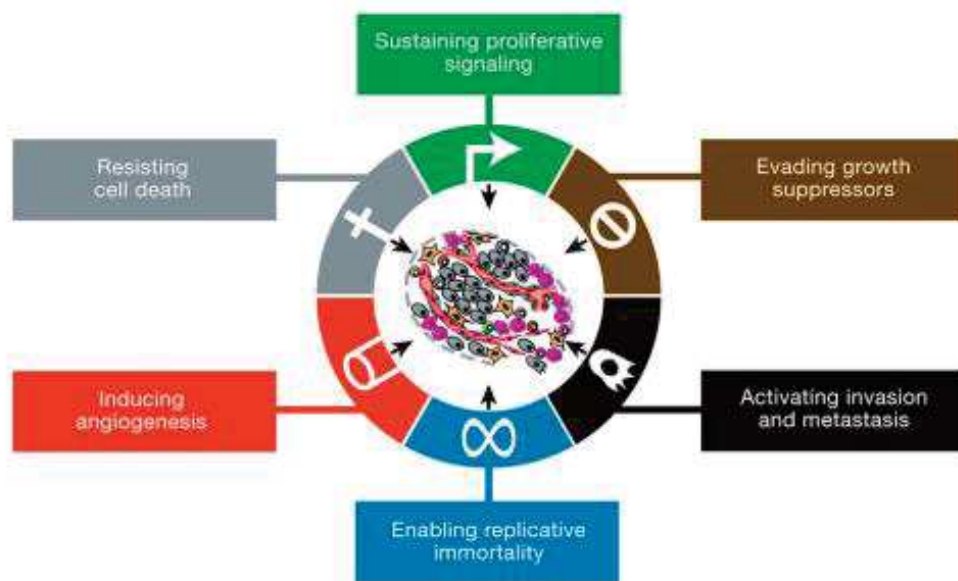 Sustaining proliferative
signaling
Resisting
cell death
Evading growth
suppressors
Inducing
angiogenesis
Activating invasion
and metastasis
Enabling replicative
immortality